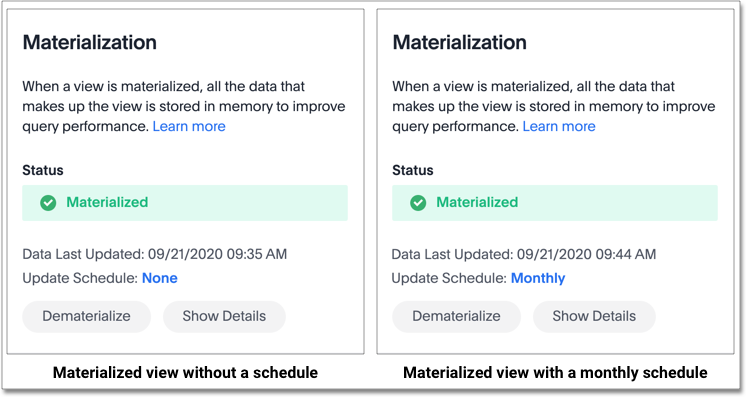 Materialization
When a view is materialized, all the data that
makes up the view is stored in memory to improve
query performance. Learn more
Status
Materialized
Data Last Updated: 09/21/2020 09:35 AM
Update Schedule: None
Dematerialize
Show Details
Materialized view without a schedule
Materialization
When a view is materialized, all the data that
makes up the view is stored in memory to improve
query performance. Learn more
Status
Materialized
Data Last Updated: 09/21/2020 09:44 AM
Update Schedule: Monthly
Dematerialize
Show Details
Materialized view with a monthly schedule